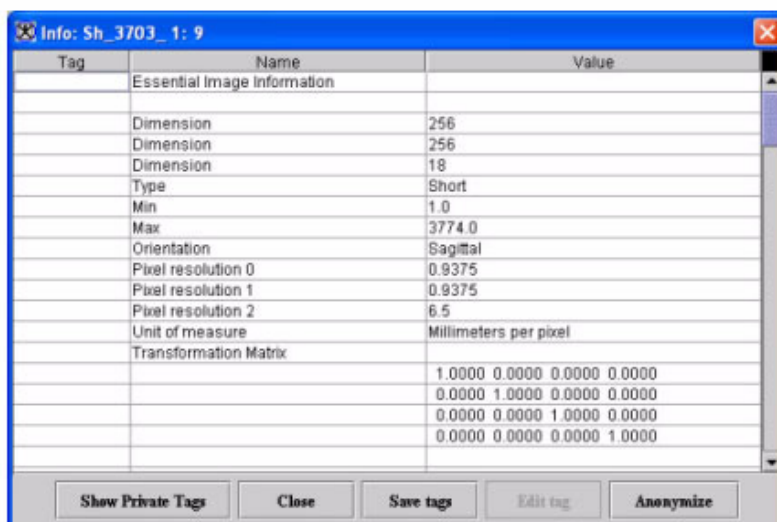 Info: Sh_3703_ 1: 9
Tag Name Value
Essential Image Information
Dimension 256
Dimension 256
Dimension 18
Type Short
Min 1.0
Max 3774.0
Orientation Sagittal
Pixel resolution 0 0.9375
Pixel resolution 1 0.9375
Pixel resolution 2 6.5
Unit of measure Millimeters per pixel
Transformation Matrix
1.0000 0.0000 0.0000 0.0000
0.0000 1.0000 0.0000 0.0000
0.0000 0.0000 1.0000 0.0000
0.0000 0.0000 0.0000 1.0000
Show Private Tags Close Save tags Edit tag Anonymize